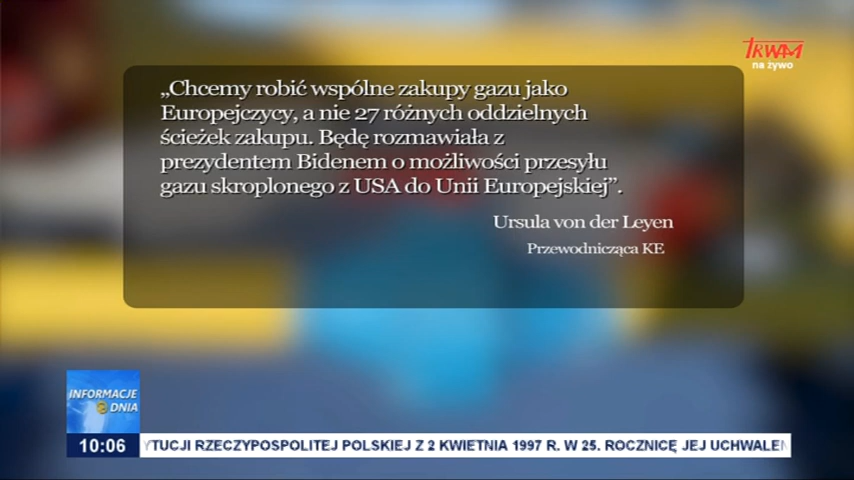 TRWAM
na żywo
„Chcemy robić wspólne zakupy gazu jako
Europejczycy, a nie 27 różnych oddzielnych
ścieżek zakupu. Będę rozmawiała z
prezydentem Bidenem o możliwości przesyłu
gazu skroplonego z USA do Unii Europejskiej”.
Ursula von der Leyen
Przewodnicząca KE
INFORMACJE
DNIA
10:06
YTUCJI RZECZYPOSPOLITEJ POLSKIEJ Z 2 KWIETNIA 1997 R. W 25. ROCZNICĘ JEJ UCHWALEN